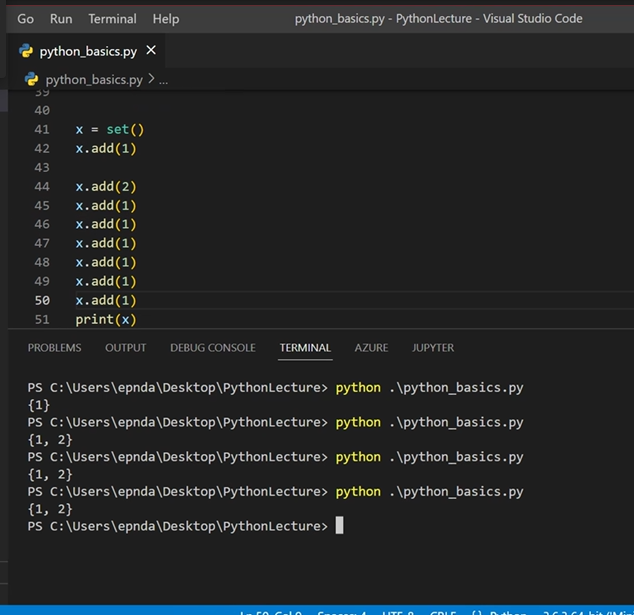 Go Run Terminal Help python_basics.py - PythonLecture - Visual Studio Code
python_basics.py ×
python_basics.py > ...
39
40
41 x = set()
42 x.add(1)
43
44 x.add(2)
45 x.add(1)
46 x.add(1)
47 x.add(1)
48 x.add(1)
49 x.add(1)
50 x.add(1)
51 print(x)
PROBLEMS OUTPUT DEBUG CONSOLE TERMINAL AZURE JUPYTER
PS C:\Users\epnda\Desktop\PythonLecture> python .\python_basics.py
{1}
PS C:\Users\epnda\Desktop\PythonLecture> python .\python_basics.py
{1, 2}
PS C:\Users\epnda\Desktop\PythonLecture> python .\python_basics.py
{1, 2}
PS C:\Users\epnda\Desktop\PythonLecture> python .\python_basics.py
{1, 2}
PS C:\Users\epnda\Desktop\PythonLecture>